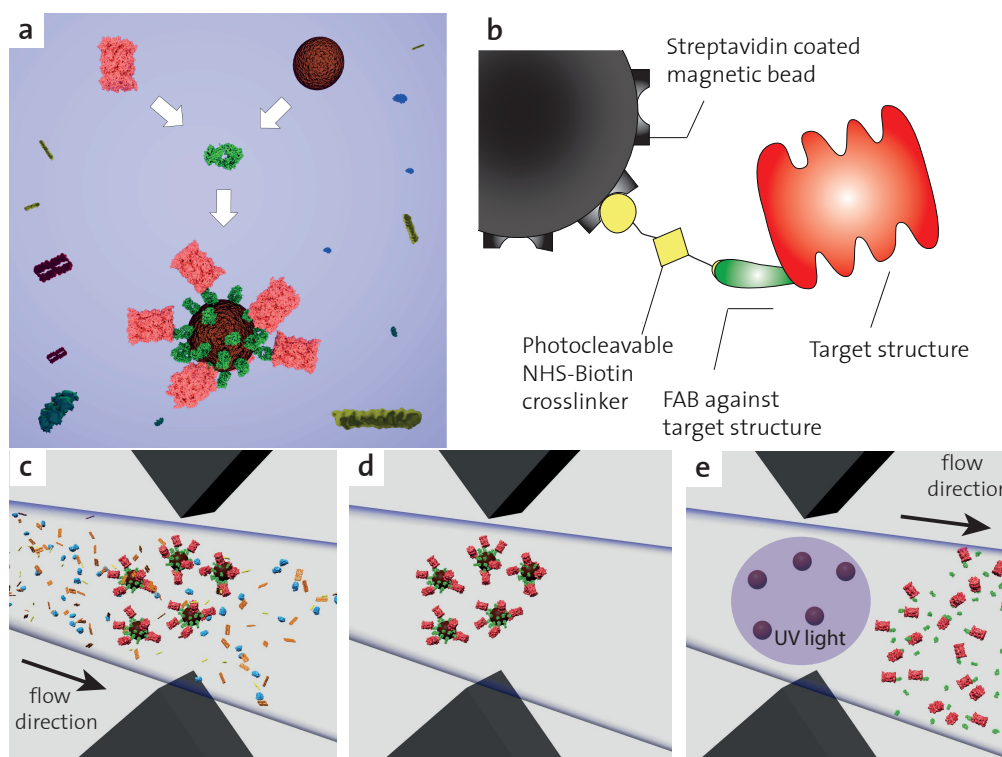 a
b
Streptavidin coated
magnetic bead
Photocleavable
NHS-Biotin
crosslinker
FAB against
target structure
Target structure
c
flow
direction
d
e
flow
direction
UV light